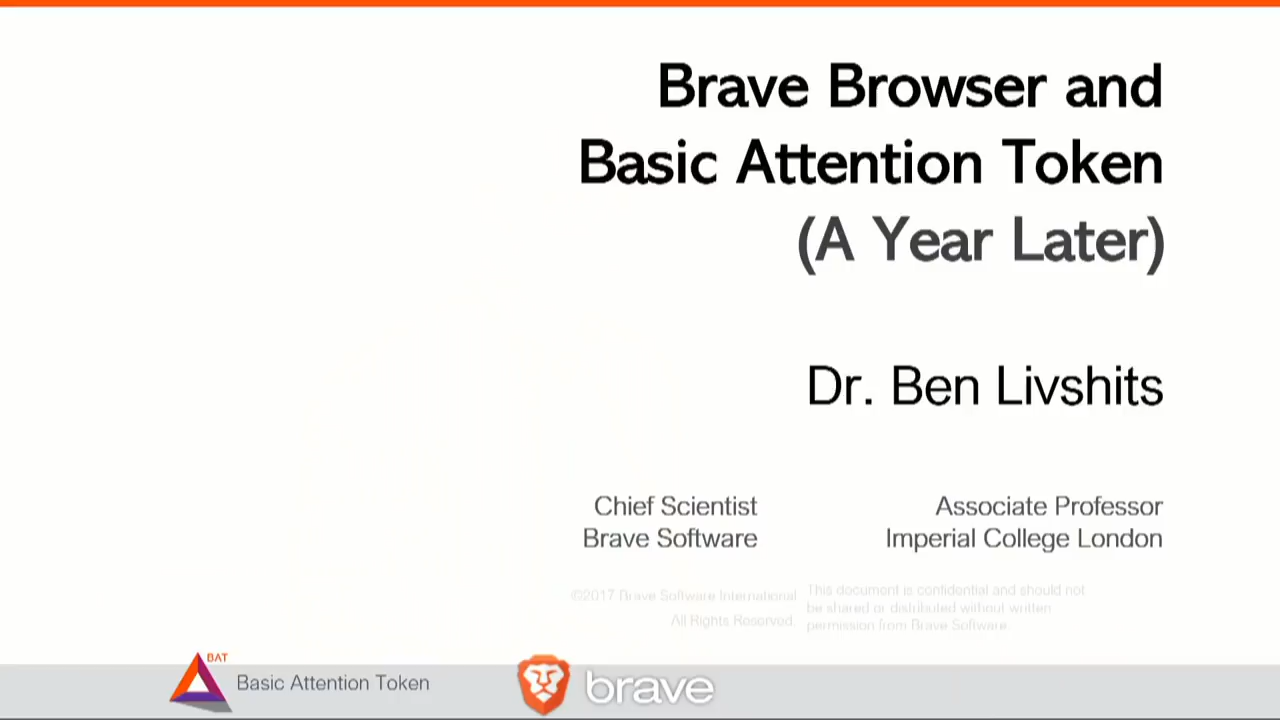 Brave Browser and
Basic Attention Token
(A Year Later)
Dr. Ben Livshits
Chief Scientist
Brave Software
Associate Professor
Imperial College London
©2017 Brave Software International
All Rights Reserved.
This document is confidential and should not
be shared or distributed without written
permission from Brave Software.
BAT
Basic Attention Token
brave